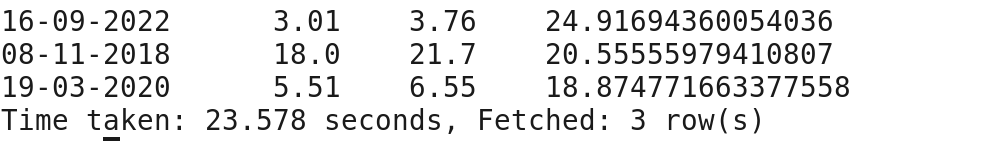 16-09-2022      3.01    3.76    24.91694360054036
08-11-2018      18.0    21.7    20.55555979410807
19-03-2020      5.51    6.55    18.874771663377558
Time taken: 23.578 seconds, Fetched: 3 row(s)